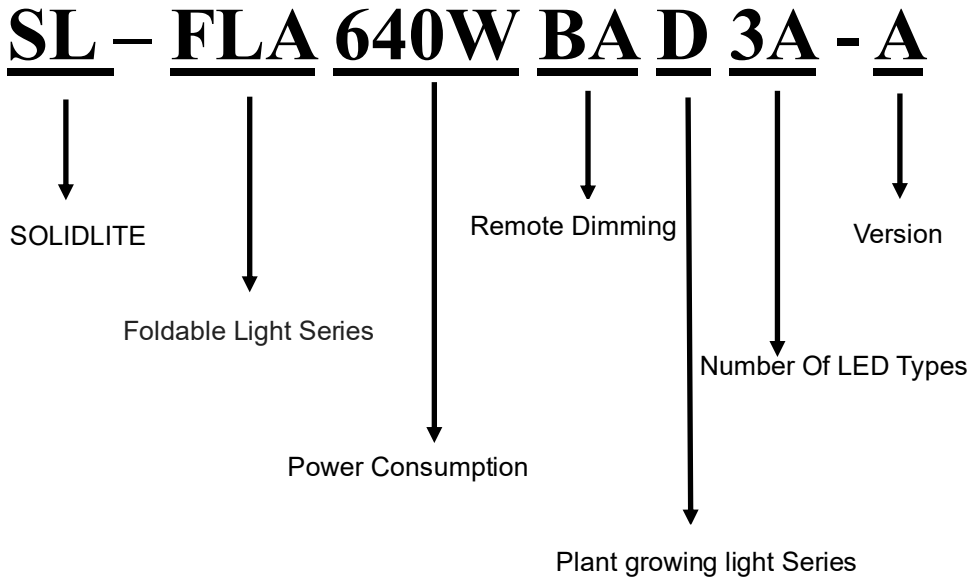 SL – FLA 640W BA D 3A - A
Remote Dimming
SOLIDLITE
Version
Foldable Light Series
Number Of LED Types
Power Consumption
Plant growing light Series